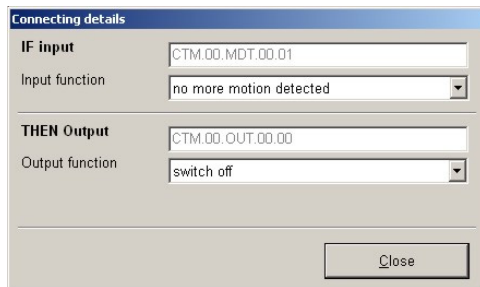 Connecting details
IF input
CTM.00.MDT.00.01
Input function
no more motion detected
THEN Output
CTM.00.OUT.00.00
Output function
switch off
Close